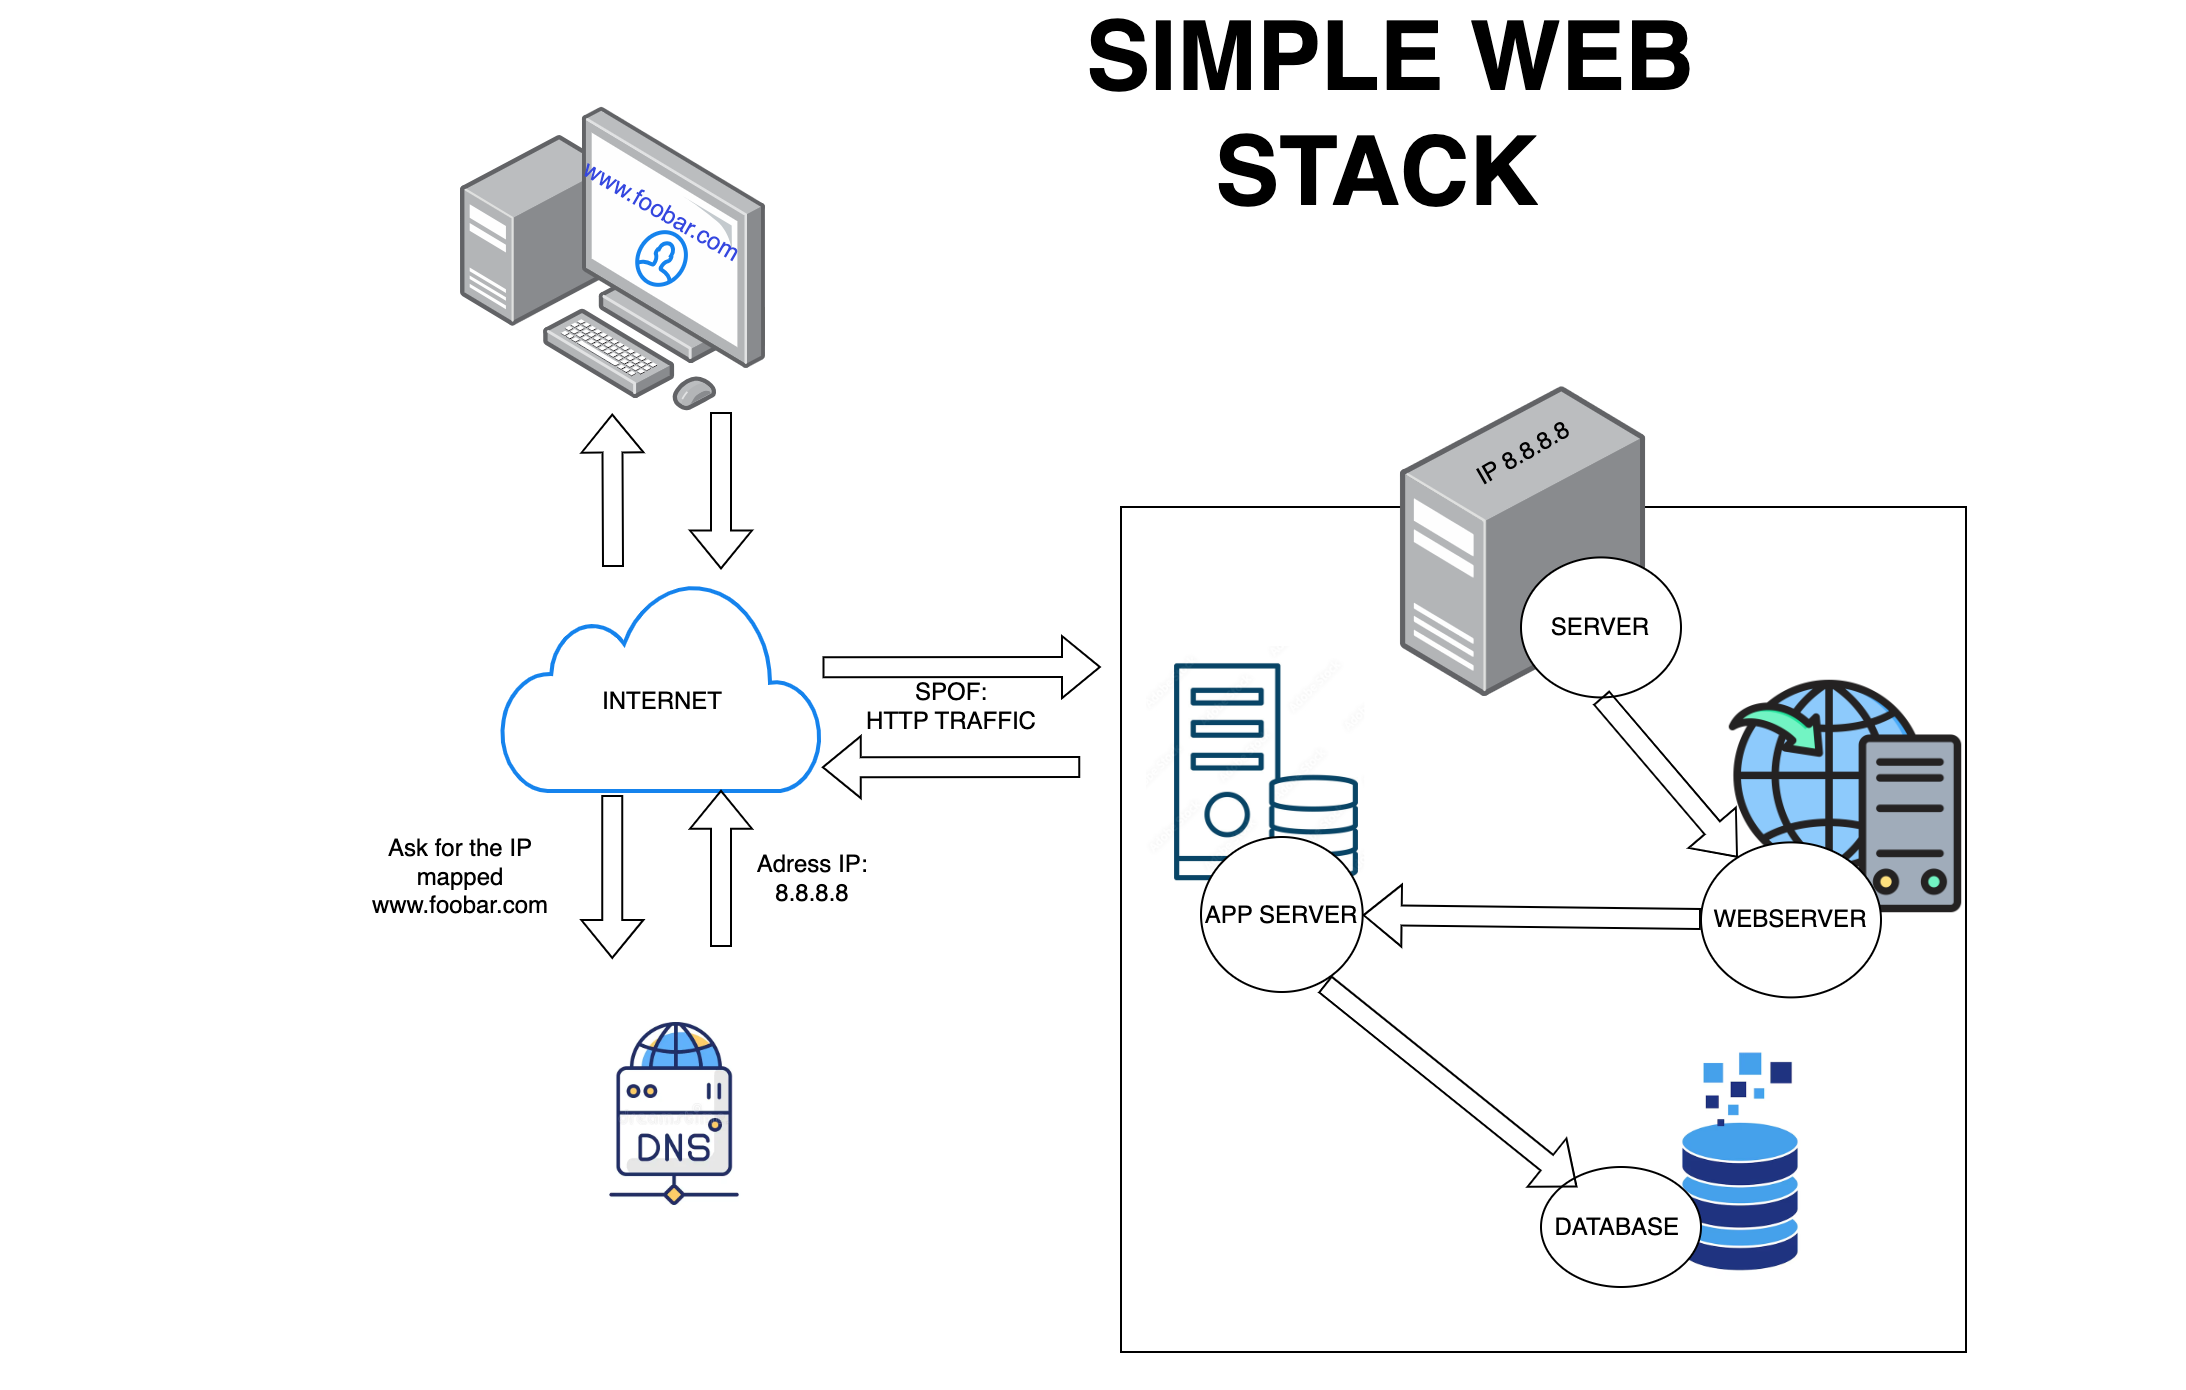 SIMPLE WEB
STACK
www.foobar.com
IP 8.8.8.8
SERVER
INTERNET
SPOF:
HTTP TRAFFIC
Ask for the IP
mapped
www.foobar.com
Adress IP:
8.8.8.8
APP SERVER
WEBSERVER
DNS
DATABASE